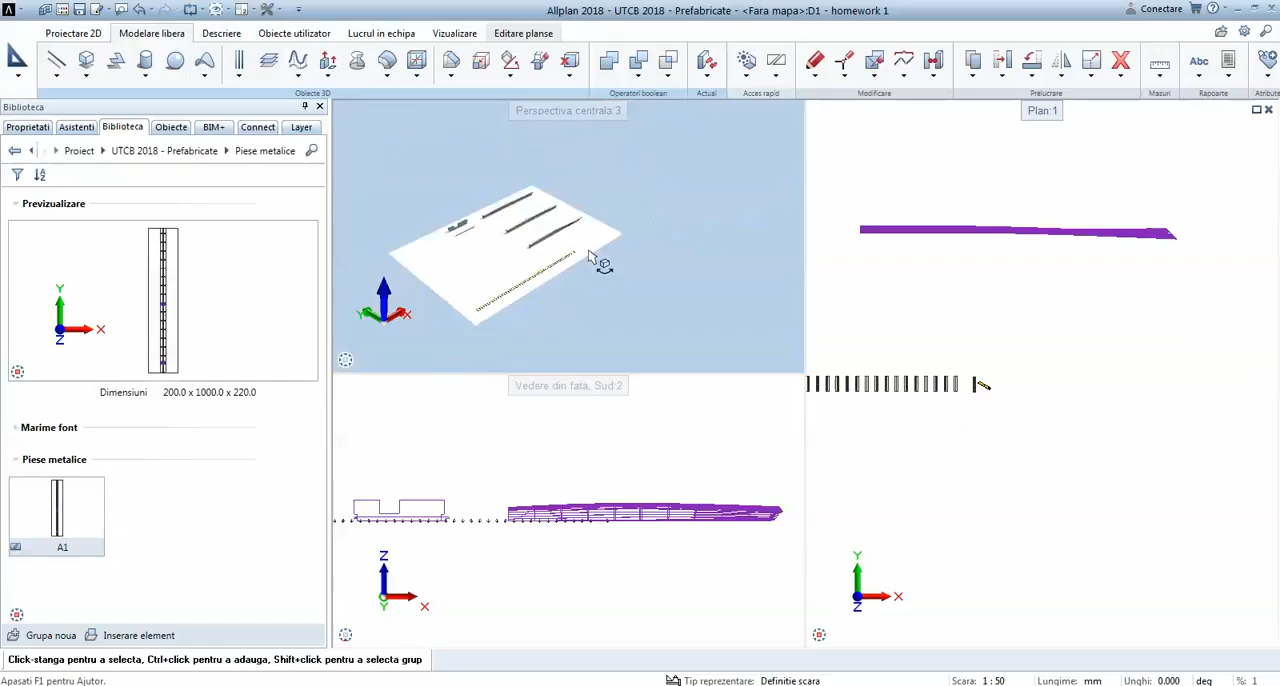 Allplan 2018 - UTCB 2018 - Prefabricate - <Fara mapa>:D1 - homework 1
Conectare
Proiectare 2D
Modelare libera
Descriere
Obiecte utilizator
Lucrul in echipa
Vizualizare
Editare planse
Abc
Obiecte 3D
Operatori boolean
Actual
Acces rapid
Modificare
Prelucrare
Masuri
Rapoarte
Atribute
Biblioteca
Proprietati
Asistenti
Biblioteca
Obiecte
BIM+
Connect
Layer
Proiect
UTCB 2018 - Prefabricate
Piese metalice
Previzualizare
Y
X
Z
Dimensiuni 200.0 x 1000.0 x 220.0
Marime font
Piese metalice
A1
Grupa noua
Inserare element
Perspectiva centrala:3
Y
X
Vedere din fata, Sud:2
Z
Y
X
Plan:1
Y
X
Z
Click-stanga pentru a selecta, Ctrl+click pentru a adauga, Shift+click pentru a selecta grup
Apasati F1 pentru Ajutor.
Tip reprezentare: Definitie scara
Scara: 1 : 50
Lungime: mm
Unghi: 0.000 deg
%: 1